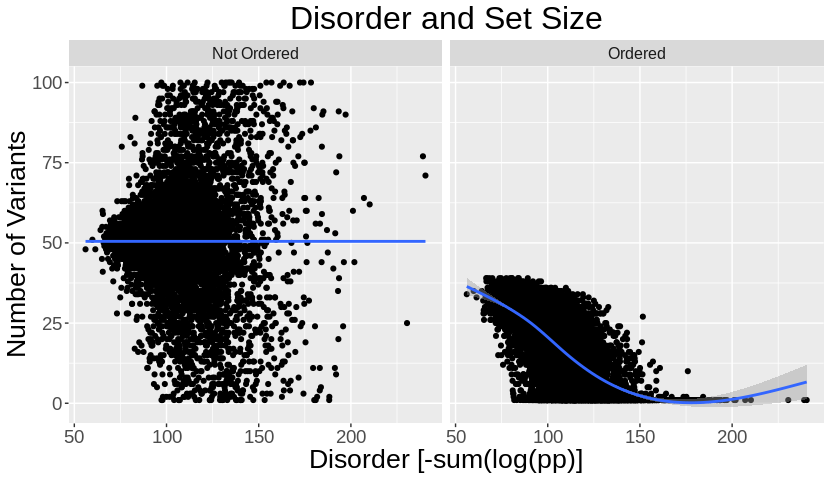 Disorder and Set Size
Not Ordered
Ordered
Number of Variants
100
75
50
25
0
50 100 150 200
50 100 150 200
Disorder [-sum(log(pp)]